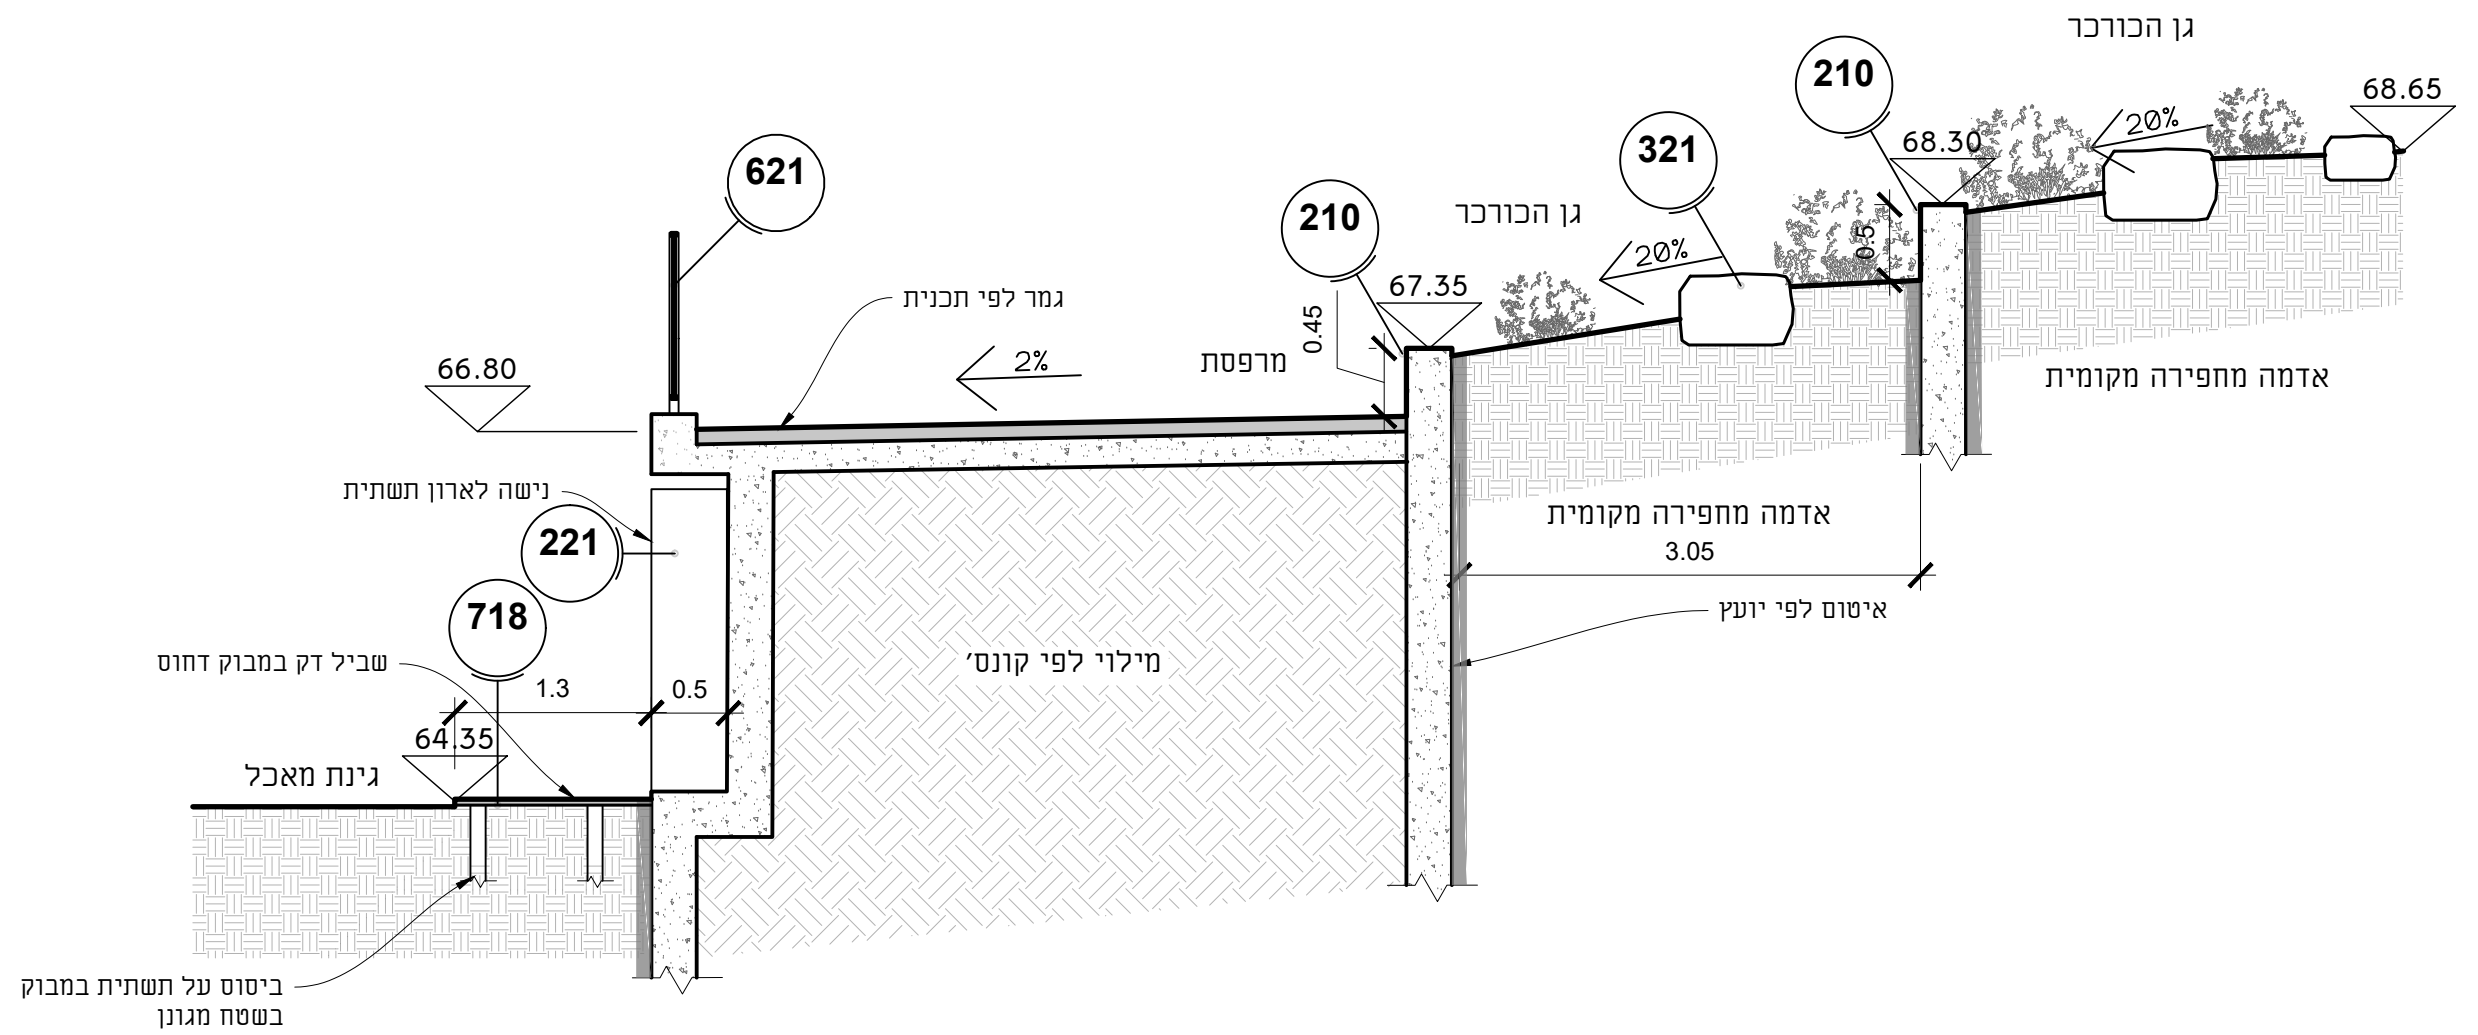 גן הכורכר
210
68.65
20%
68.30
321
621
0.5
210
גן הכורכר
20%
67.35
גמר לפי תכנית
0.45
מרפסת
2%
66.80
אדמה מחפירה מקומית
נישה לארון תשתית
221
אדמה מחפירה מקומית
3.05
718
איטום לפי יועץ
שביל דק במבוק דחוס
מילוי לפי קונס'
1.3
0.5
64.35
גינת מאכל
ביסוס על תשתית במבוק
בשטח מגונן